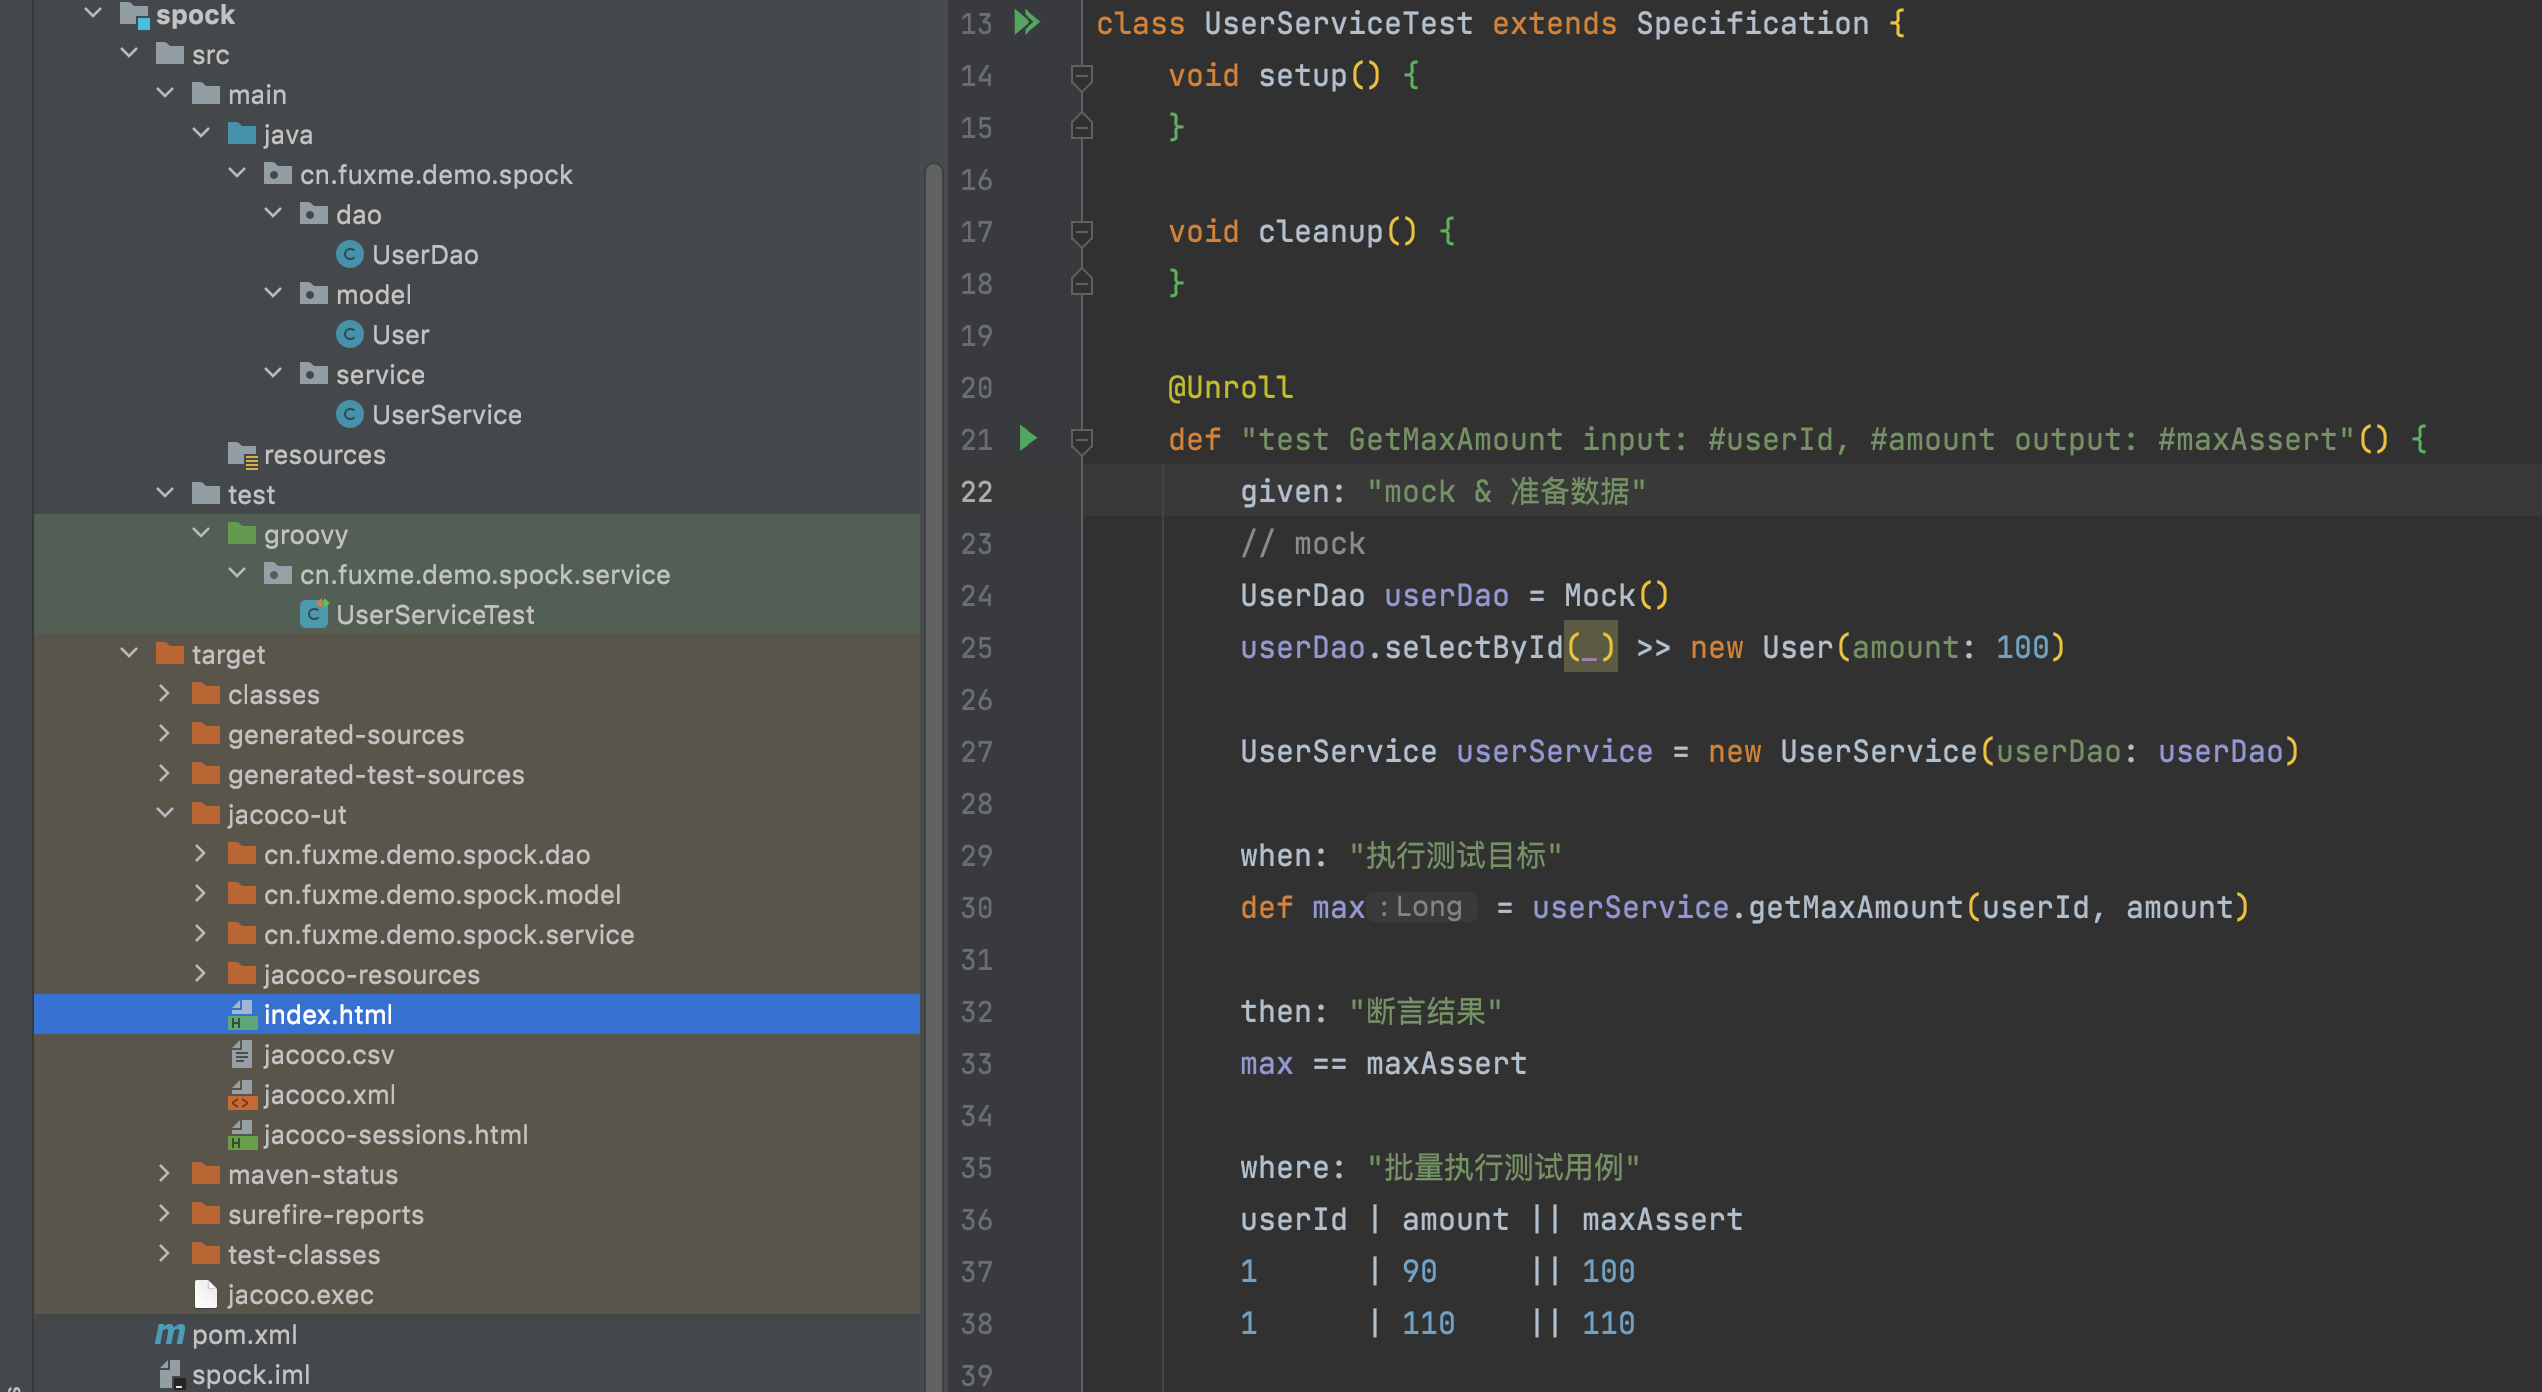 spock
src
main
java
cn.fuxme.demo.spock
dao
UserDao
model
User
service
UserService
resources
test
groovy
cn.fuxme.demo.spock.service
UserServiceTest
target
classes
generated-sources
generated-test-sources
jacoco-ut
cn.fuxme.demo.spock.dao
cn.fuxme.demo.spock.model
cn.fuxme.demo.spock.service
jacoco-resources
index.html
jacoco.csv
jacoco.xml
jacoco-sessions.html
maven-status
surefire-reports
test-classes
jacoco.exec
pom.xml
spock.iml
13 class UserServiceTest extends Specification {
14 void setup() {
15 }
16
17 void cleanup() {
18 }
19
20 @Unroll
21 def "test GetMaxAmount input: #userId, #amount output: #maxAssert"() {
22 given: "mock & 准备数据"
23 // mock
24 UserDao userDao = Mock()
25 userDao.selectById(_) >> new User(amount: 100)
26
27 UserService userService = new UserService(userDao: userDao)
28
29 when: "执行测试目标"
30 def max : Long = userService.getMaxAmount(userId, amount)
31
32 then: "断言结果"
33 max == maxAssert
34
35 where: "批量执行测试用例"
36 userId | amount || maxAssert
37 1 | 90 || 100
38 1 | 110 || 110
39